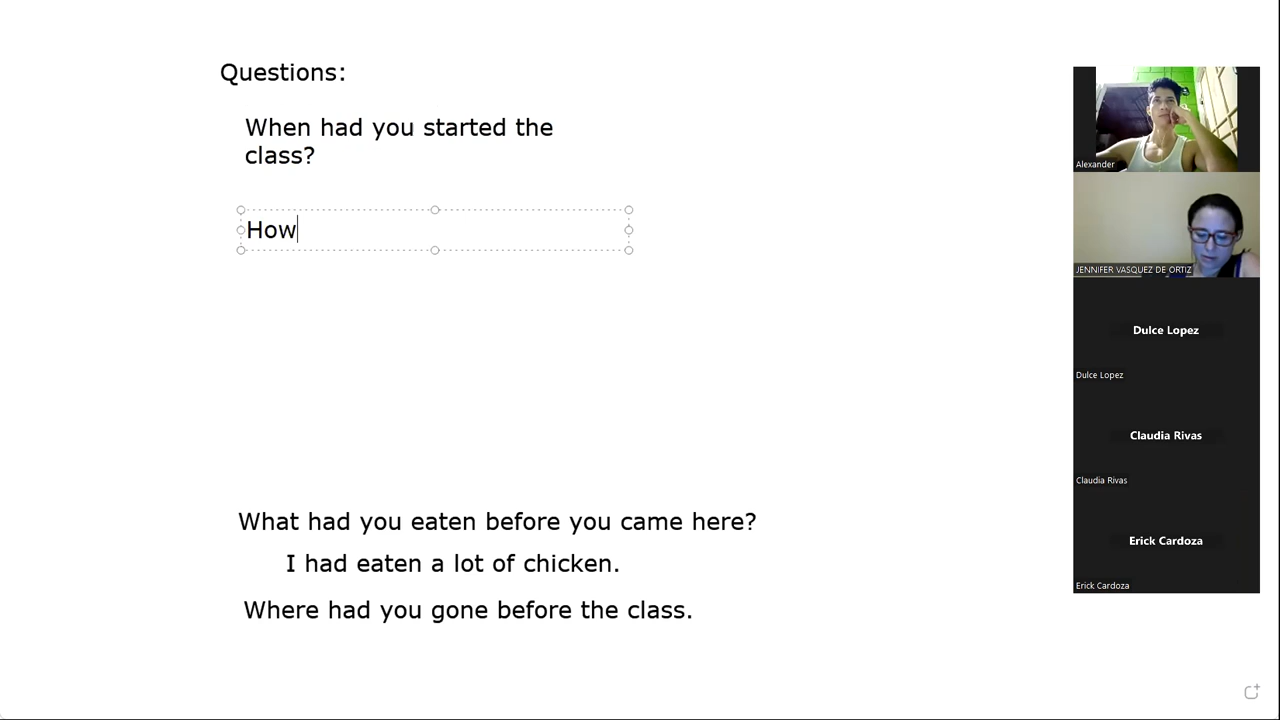 Questions:
When had you started the
class?
How
What had you eaten before you came here?
I had eaten a lot of chicken.
Where had you gone before the class.
Alexander
JENNIFER VASQUEZ DE ORTIZ
Dulce Lopez
Dulce Lopez
Claudia Rivas
Claudia Rivas
Erick Cardoza
Erick Cardoza